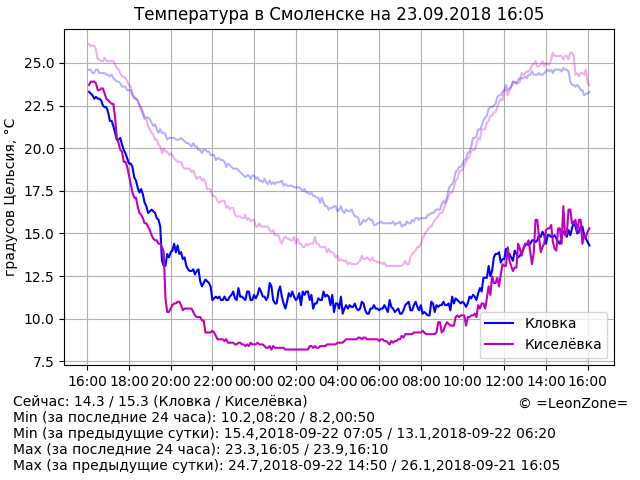 Температура в Смоленске на 23.09.2018 16:05
градусов Цельсия, °C
25.0
22.5
20.0
17.5
15.0
12.5
10.0
7.5
16:00 18:00 20:00 22:00 00:00 02:00 04:00 06:00 08:00 10:00 12:00 14:00 16:00
Кловка
Киселёвка
© =LeonZone=
Сейчас: 14.3 / 15.3 (Кловка / Киселёвка)
Min (за последние 24 часа): 10.2,08:20 / 8.2,00:50
Min (за предыдущие сутки): 15.4,2018-09-22 07:05 / 13.1,2018-09-22 06:20
Max (за последние 24 часа): 23.3,16:05 / 23.9,16:10
Max (за предыдущие сутки): 24.7,2018-09-22 14:50 / 26.1,2018-09-21 16:05